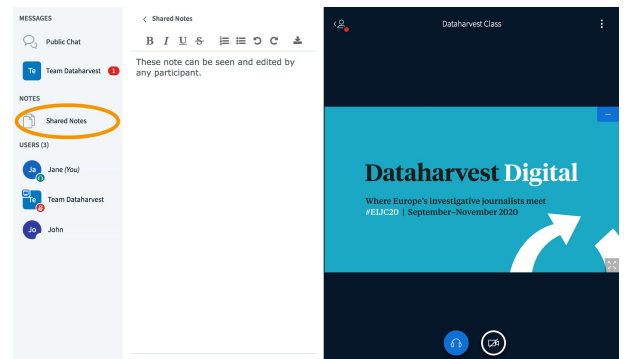 MESSAGES
Public Chat
Te Team Dataharvest 1
NOTES
Shared Notes
USERS (3)
Ja Jane (You)
Te Team Dataharvest
Jo John
Shared Notes
B I U S
These note can be seen and edited by
any participant.
Dataharvest Class
Dataharvest Digital
Where Europe's investigative journalists meet
#EIJC20 | September–November 2020